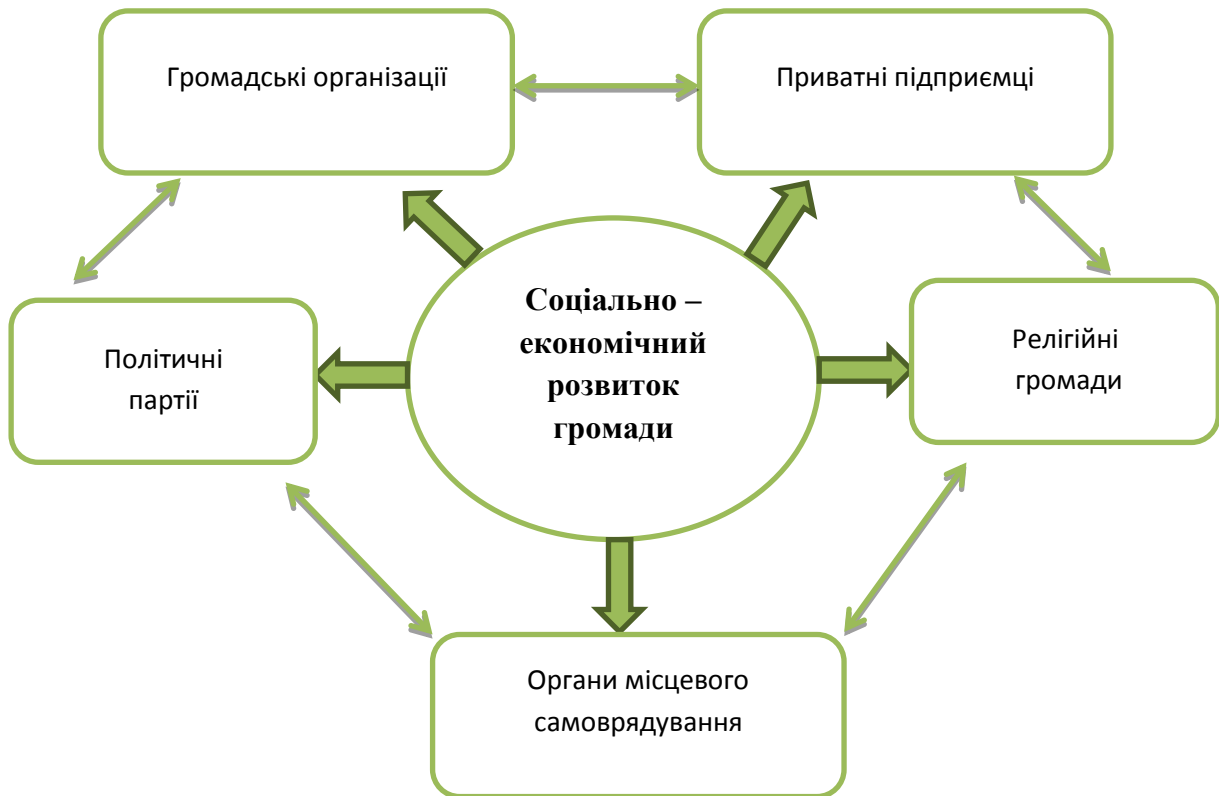 Громадські організації
Приватні підприємці
Соціально –
економічний
розвиток
громади
Політичні
партії
Релігійні
громади
Органи місцевого
самоврядування